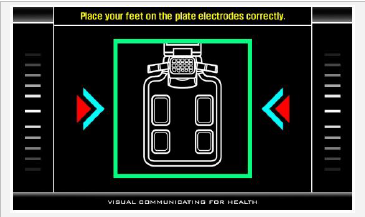 Place your feet on the plate electrodes correctly.
VISUAL COMMUNICATING FOR HEALTH